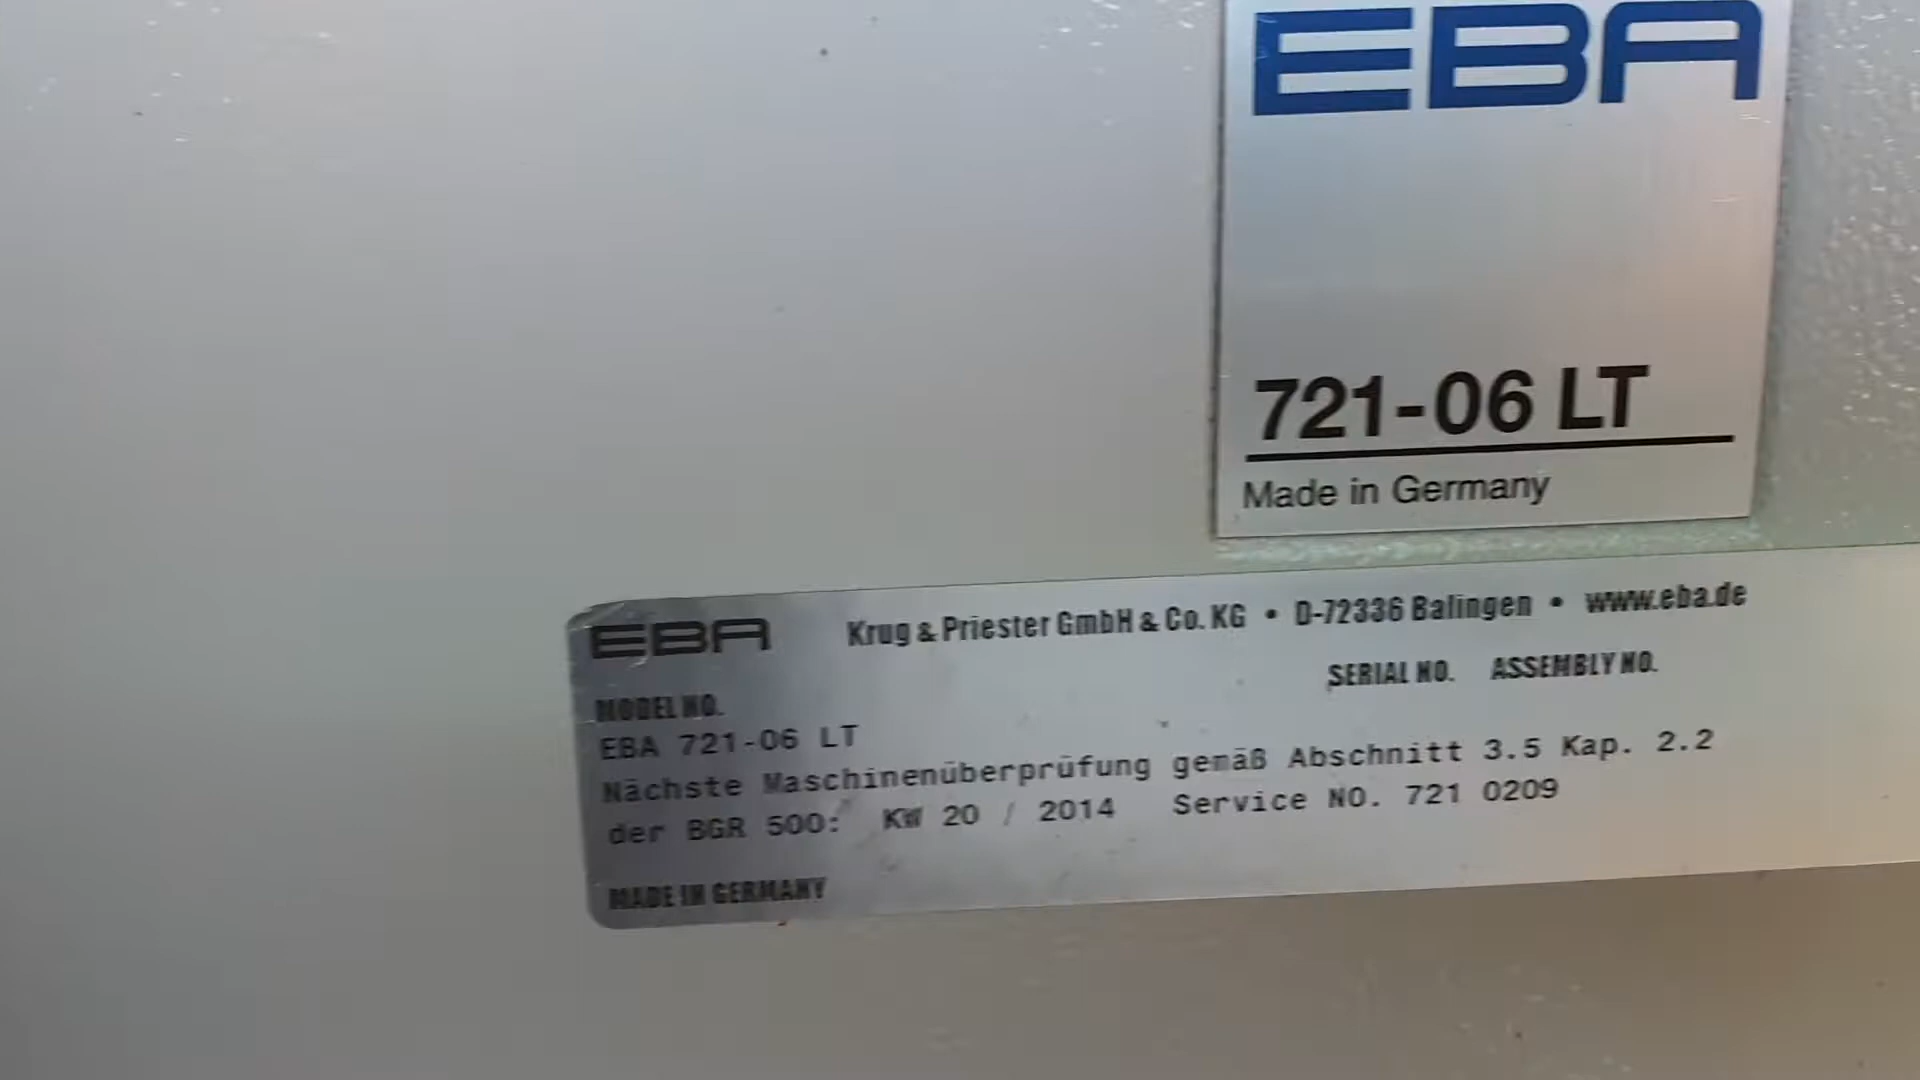 EBA
721-06 LT
Made in Germany
EBA Krug & Priester GmbH & Co. KG • D-72336 Balingen • www.eba.de
SERIAL NO. ASSEMBLY NO.
MODEL NO.
EBA 721-06 LT
Nächste Maschinenüberprüfung gemäß Abschnitt 3.5 Kap. 2.2
der BGR 500: KW 20 / 2014 Service NO. 721 0209
MADE IN GERMANY